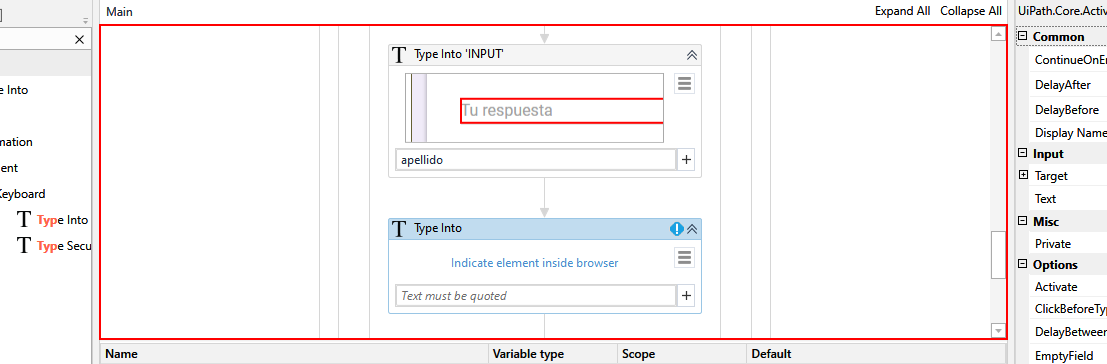 Main
Expand All Collapse All
UiPath.Core.Activ
Common
ContinueOnEr
DelayAfter
DelayBefore
Display Name
Input
Target
Text
Misc
Private
Options
Activate
ClickBeforeTyp
DelayBetween
EmptyField
e Into
mation
ent
Keyboard
Type Into
Type Secu
Type Into 'INPUT'
Tu respuesta
apellido
Type Into
Indicate element inside browser
Text must be quoted
Name Variable type Scope Default